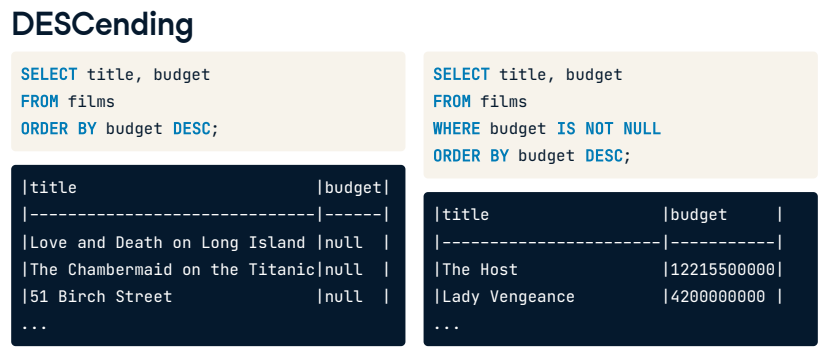 DESCending
SELECT title, budget
FROM films
ORDER BY budget DESC;
|title                         |budget|
|------------------------------|------|
|Love and Death on Long Island |null  |
|The Chambermaid on the Titanic|null  |
|51 Birch Street               |null  |
...
SELECT title, budget
FROM films
WHERE budget IS NOT NULL
ORDER BY budget DESC;
|title                  |budget     |
|-----------------------|-----------|
|The Host               |12215500000|
|Lady Vengeance         |4200000000 |
...